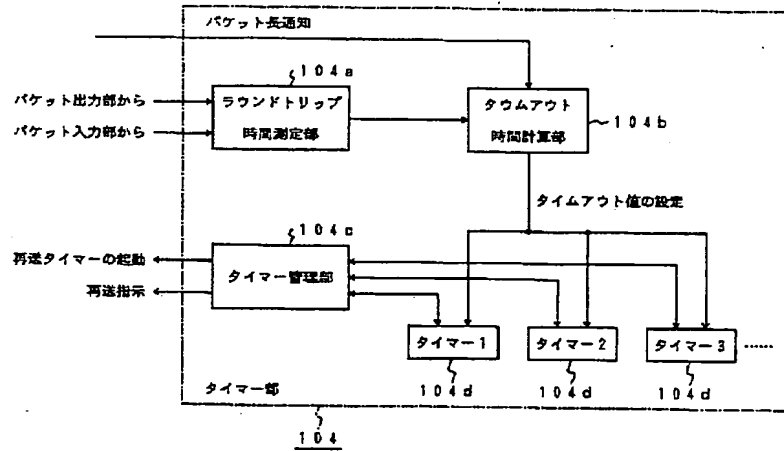 パケット長通知
104a
パケット出力部から
パケット入力部から
ラウンドトリップ
時間測定部
タウムアウト
時間計算部
104b
タイムアウト値の設定
104c
再送タイマーの起動
再送指示
タイマー管理部
タイマー1
タイマー2
タイマー3
……
104d
104d
104d
タイマー部
104